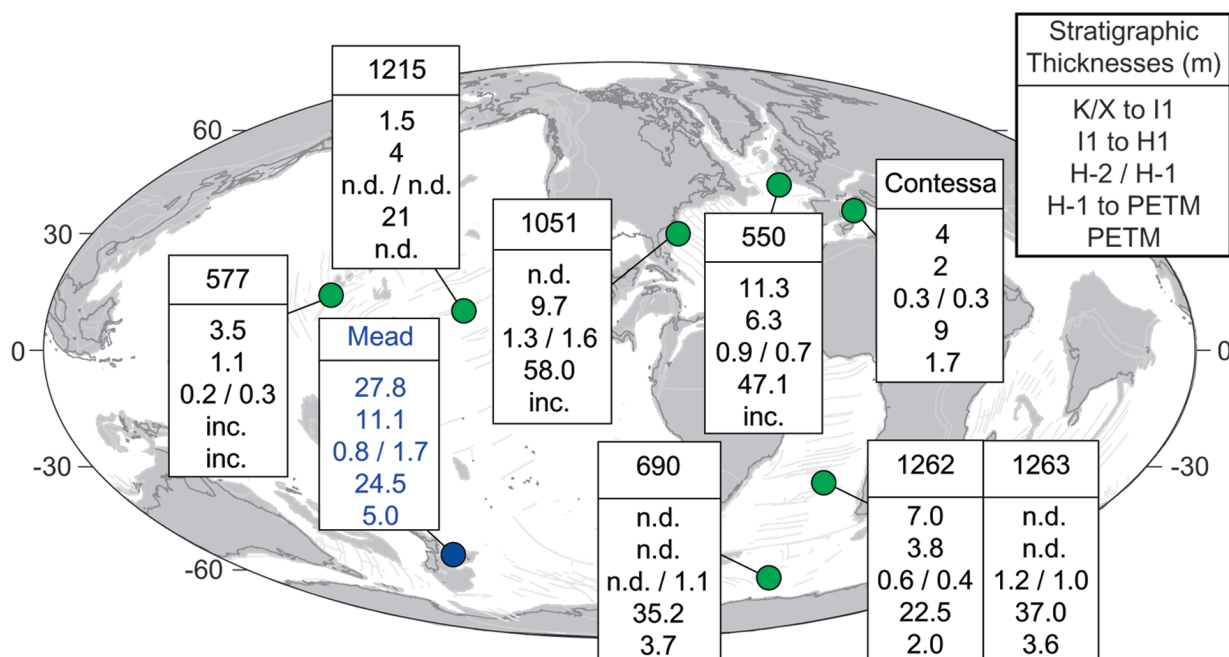 Stratigraphic
Thicknesses (m)
K/X to I1
I1 to H1
H-2 / H-1
H-1 to PETM
PETM
1215
1.5
4
n.d. / n.d.
21
n.d.
60
30
0
-30
-60
0
-30
577
3.5
1.1
0.2 / 0.3
inc.
inc.
Mead
27.8
11.1
0.8 / 1.7
24.5
5.0
1051
n.d.
9.7
1.3 / 1.6
58.0
inc.
550
11.3
6.3
0.9 / 0.7
47.1
inc.
Contessa
4
2
0.3 / 0.3
9
1.7
690
n.d.
n.d.
n.d. / 1.1
35.2
3.7
1262
7.0
3.8
0.6 / 0.4
22.5
2.0
1263
n.d.
n.d.
1.2 / 1.0
37.0
3.6